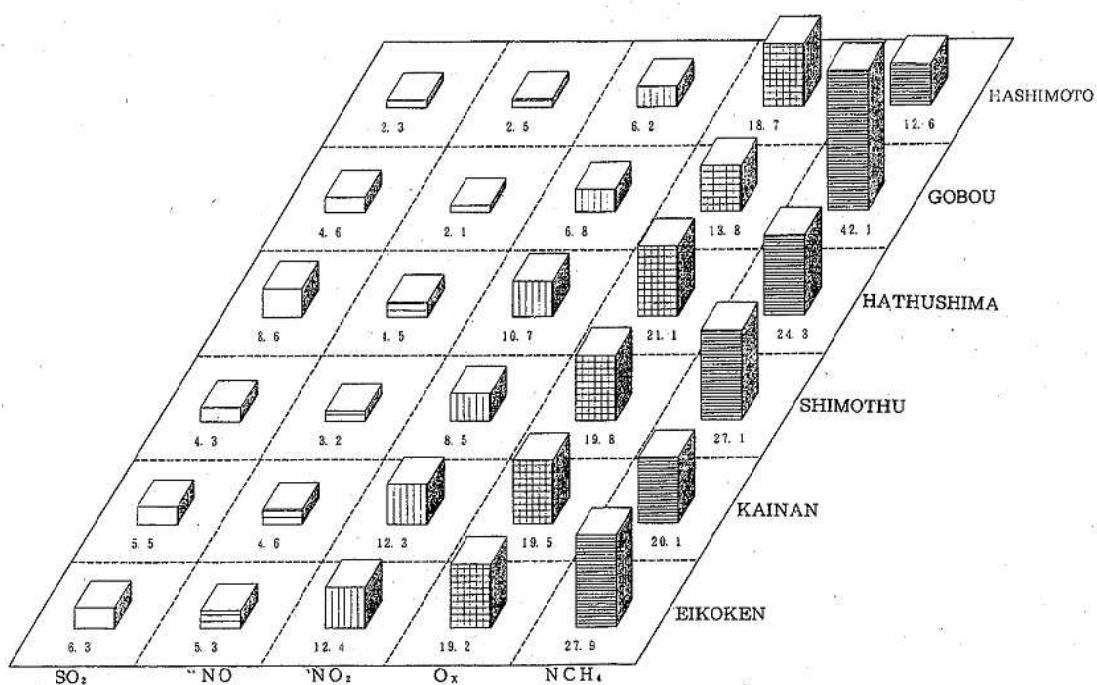 2. 3 2. 5 6. 2 18. 7 12. 6 HASHIMOTO
4. 6 2. 1 6. 8 13. 8 42. 1 GOBOU
8. 6 4. 5 10. 7 21. 1 24. 3 HATHUSHIMA
4. 3 3. 2 8. 5 19. 8 27. 1 SHIMOTHU
5. 5 4. 6 12. 3 19. 5 20. 1 KAINAN
6. 3 5. 3 12. 4 19. 2 27. 9 EIKOKEN
SO₂ NO NO₂ Oₓ NCH₄